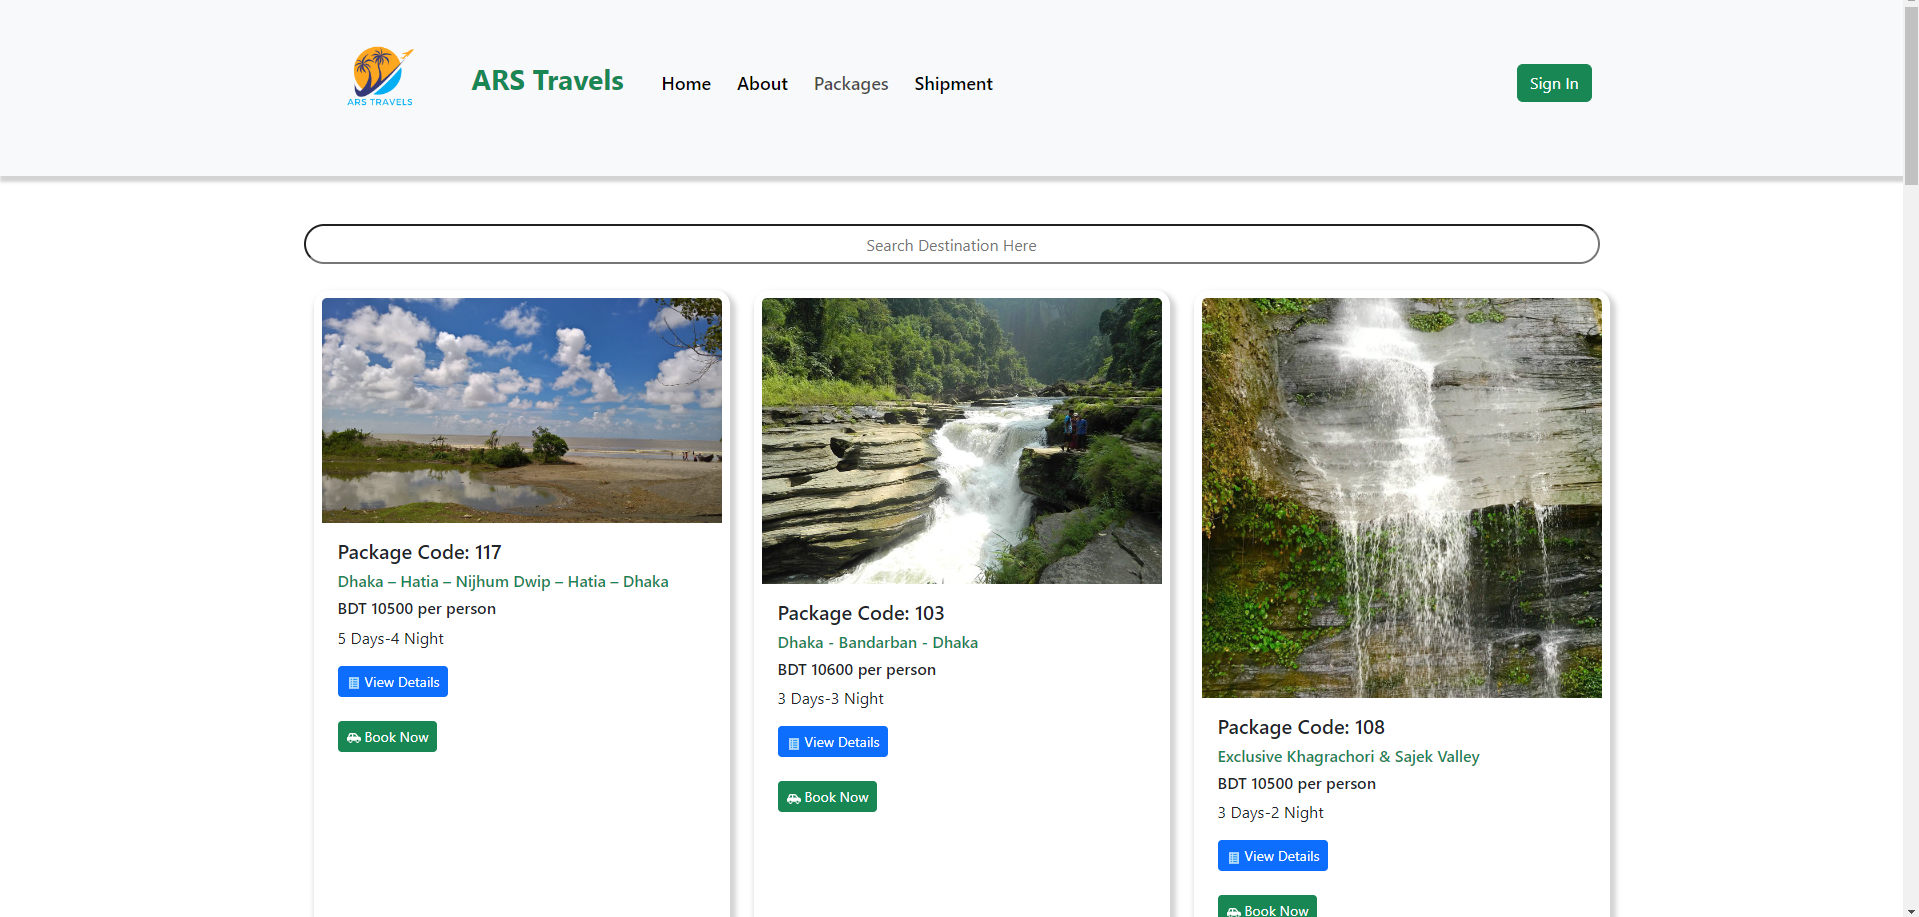 ARS TRAVELS
ARS Travels
Home
About
Packages
Shipment
Sign In
Search Destination Here
Package Code: 117
Dhaka – Hatia – Nijhum Dwip – Hatia – Dhaka
BDT 10500 per person
5 Days-4 Night
View Details
Book Now
Package Code: 103
Dhaka - Bandarban - Dhaka
BDT 10600 per person
3 Days-3 Night
View Details
Book Now
Package Code: 108
Exclusive Khagrachori & Sajek Valley
BDT 10500 per person
3 Days-2 Night
View Details
Book Now